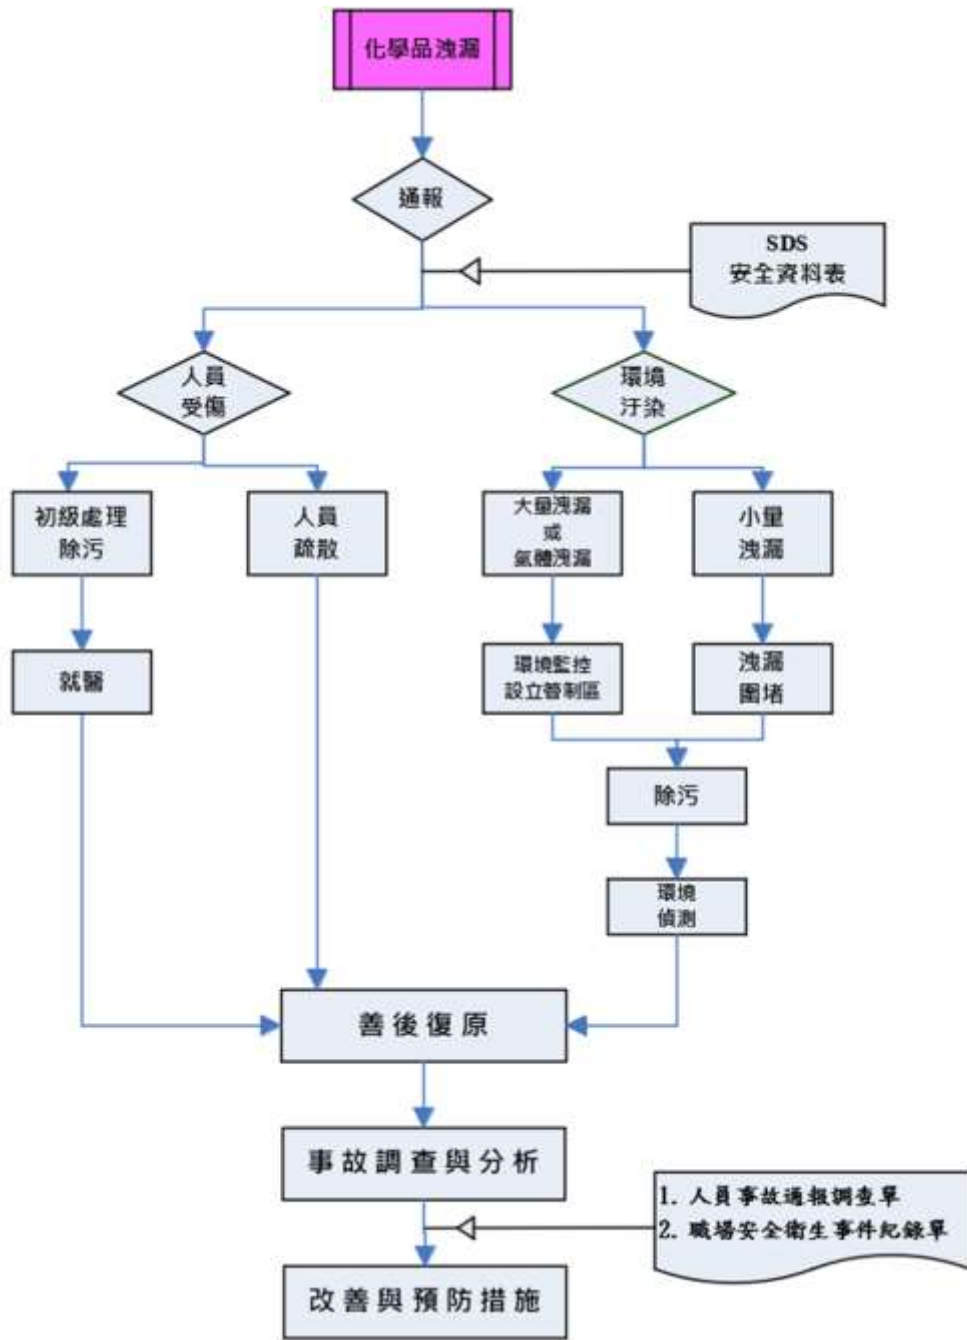 化學品洩漏
通報
SDS
安全資料表
人員
受傷
環境
汙染
初級處理
除污
人員
疏散
大量洩漏
或
氣體洩漏
小量
洩漏
就醫
環境監控
設立管制區
洩漏
圍堵
除污
環境
偵測
善後復原
事故調查與分析
1. 人員事故通報調查單
2. 職場安全衛生事件紀錄單
改善與預防措施